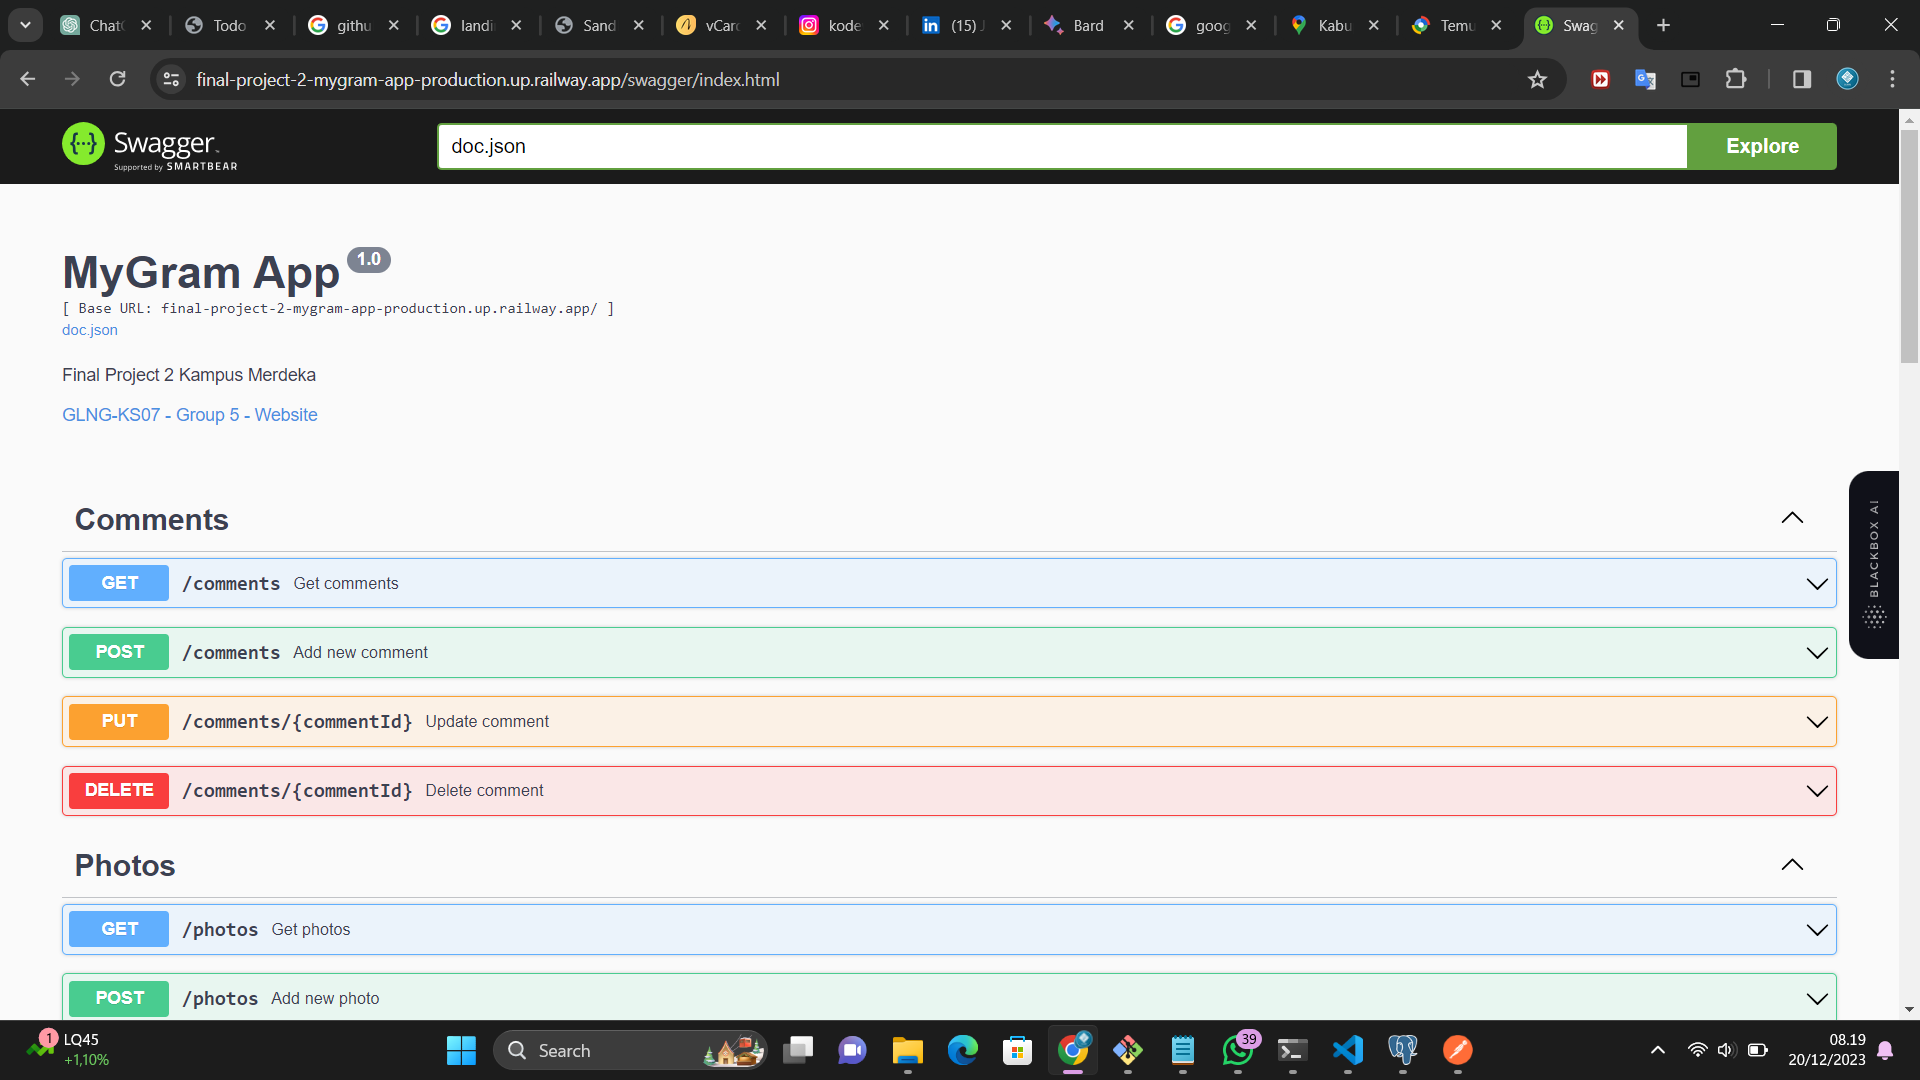 Chat
Todo
githu
landi
Sand
vCard
kode
(15) J
Bard
goog
Kabu
Temu
Swag
final-project-2-mygram-app-production.up.railway.app/swagger/index.html
Swagger
Supported by SMARTBEAR
doc.json
Explore
MyGram App 1.0
[ Base URL: final-project-2-mygram-app-production.up.railway.app/ ]
doc.json
Final Project 2 Kampus Merdeka
GLNG-KS07 - Group 5 - Website
Comments
GET /comments Get comments
POST /comments Add new comment
PUT /comments/{commentId} Update comment
DELETE /comments/{commentId} Delete comment
BLACKBOX AI
Photos
GET /photos Get photos
POST /photos Add new photo
1
LQ45
+1,10%
Search
39
08.19
20/12/2023